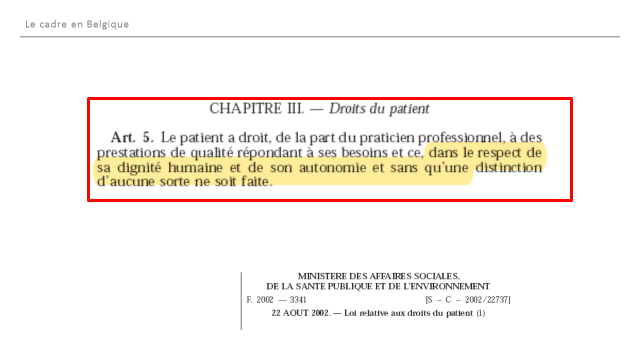 Le cadre en Belgique
CHAPITRE III. — Droits du patient
Art. 5. Le patient a droit, de la part du praticien professionnel, à des
prestations de qualité répondant à ses besoins et ce, dans le respect de
sa dignité humaine et de son autonomie et sans qu'une distinction
d'aucune sorte ne soit faite.
MINISTERE DES AFFAIRES SOCIALES,
DE LA SANTE PUBLIQUE ET DE L'ENVIRONNEMENT
F. 2002 — 3341 [S – C – 2002/22737]
22 AOUT 2002. — Loi relative aux droits du patient (1)